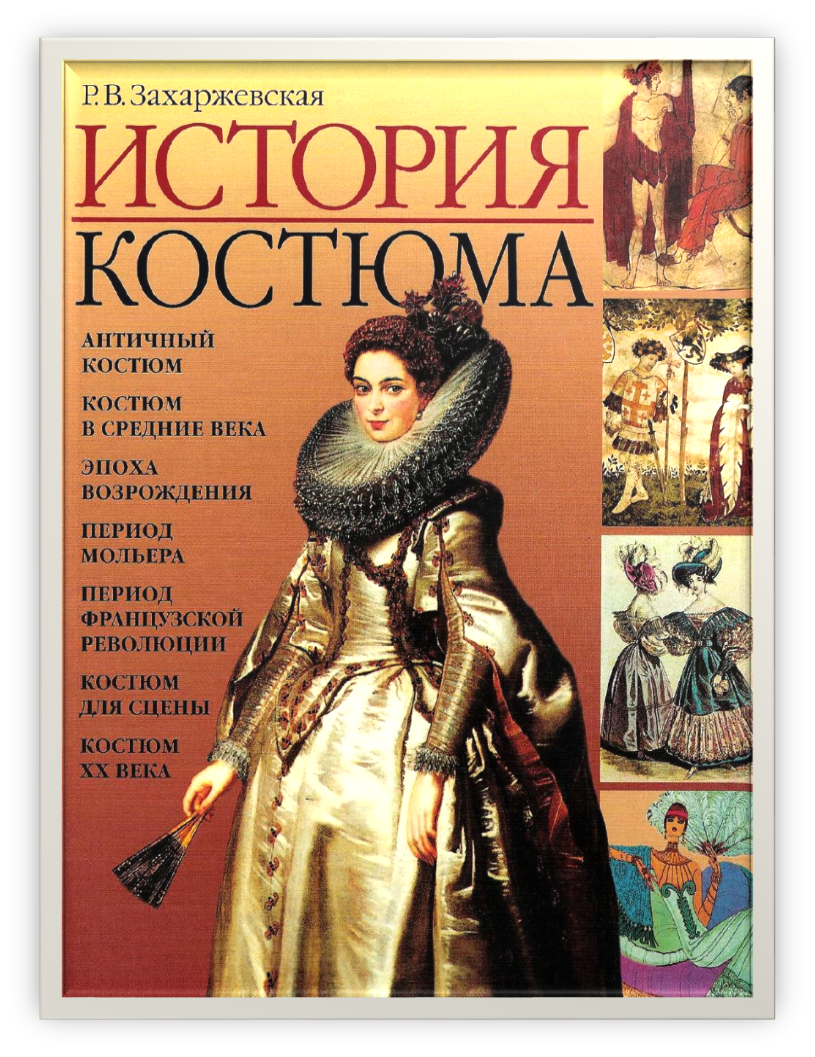 Р. В. Захаржевская
ИСТОРИЯ
КОСТЮМА
АНТИЧНЫЙ
КОСТЮМ
КОСТЮМ
В СРЕДНИЕ ВЕКА
ЭПОХА
ВОЗРОЖДЕНИЯ
ПЕРИОД
МОЛЬЕРА
ПЕРИОД
ФРАНЦУЗСКОЙ
РЕВОЛЮЦИИ
КОСТЮМ
ДЛЯ СЦЕНЫ
КОСТЮМ
XX ВЕКА